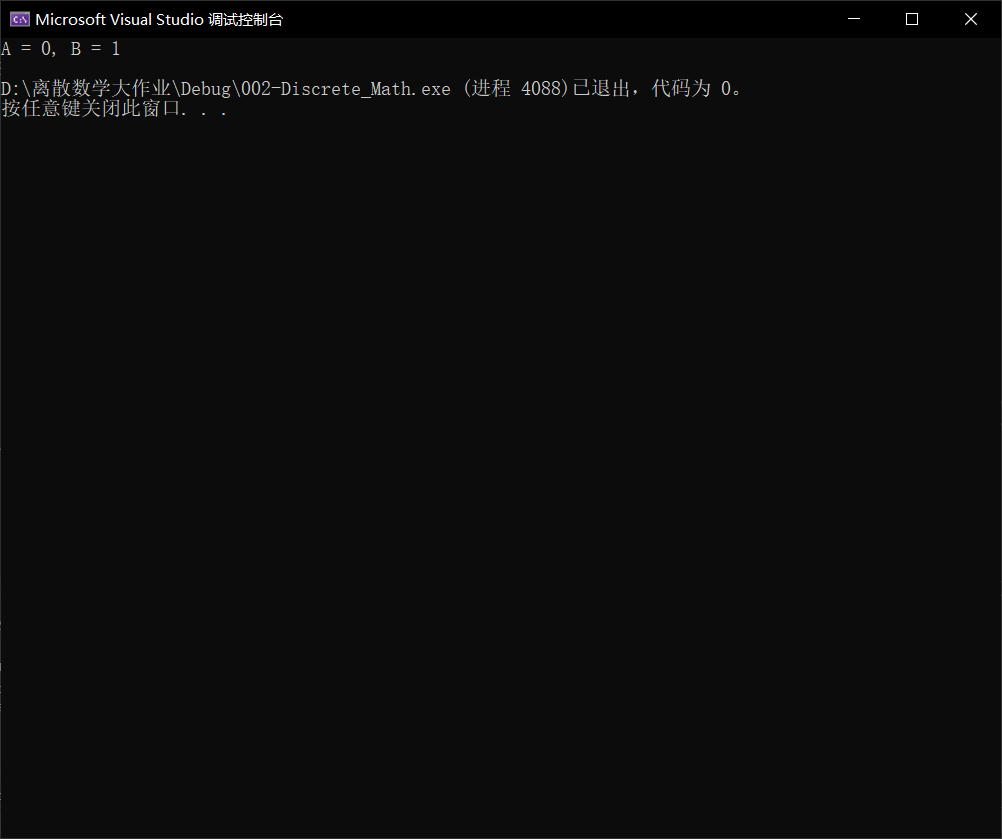 Microsoft Visual Studio 调试控制台
A = 0, B = 1
D:\离散数学大作业\Debug\002-Discrete_Math.exe (进程 4088)已退出，代码为 0。
按任意键关闭此窗口. . .